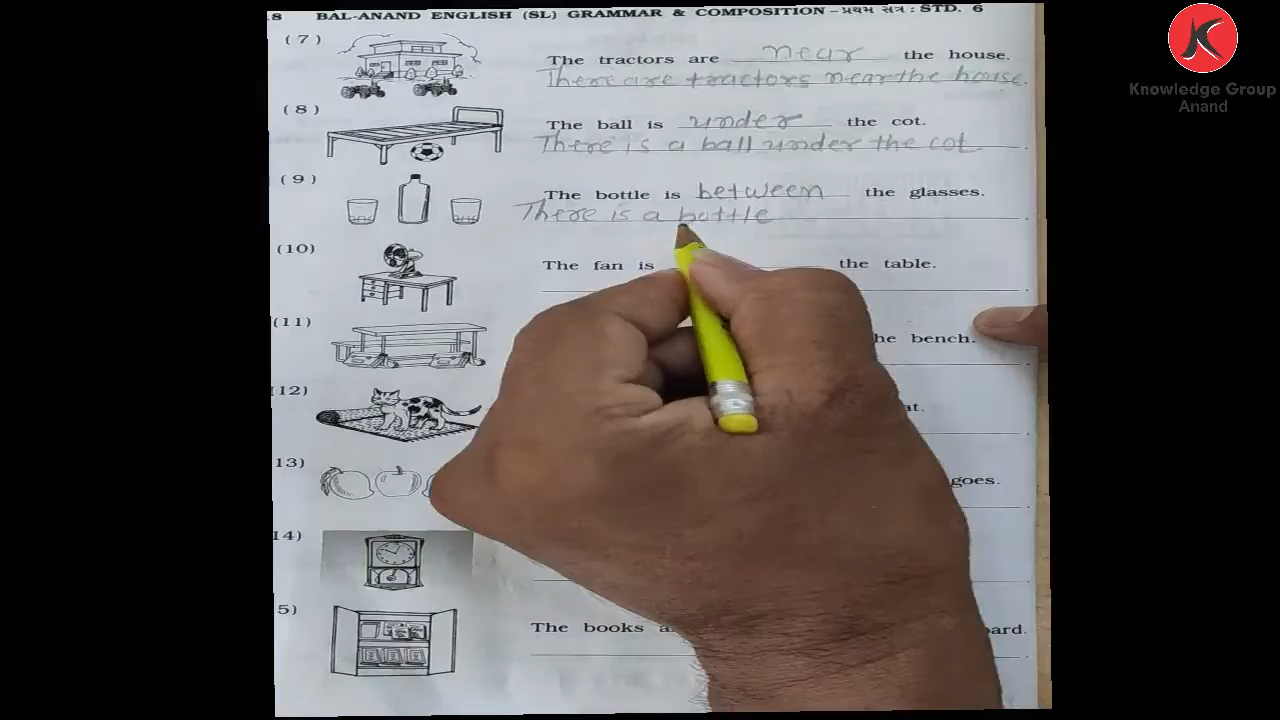 8 BAL-ANAND ENGLISH (SL) GRAMMAR & COMPOSITION – પ્રથમ સત્ર : STD. 6
Knowledge Group
Anand
(7) The tractors are near the house.
There are tractors near the house.
(8) The ball is under the cot.
There is a ball under the cot.
(9) The bottle is between the glasses.
There is a bottle
(10) The fan is the table.
(11) bench.
(12)
13)
14)
5) The books